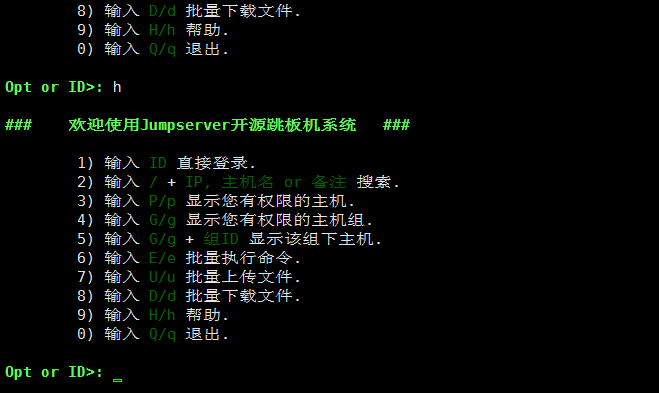 8) 输入 D/d 批量下载文件.
9) 输入 H/h 帮助.
0) 输入 Q/q 退出.
Opt or ID>: h
### 欢迎使用Jumpserver开源跳板机系统 ###
1) 输入 ID 直接登录.
2) 输入 / + IP, 主机名 or 备注 搜索.
3) 输入 P/p 显示您有权限的主机.
4) 输入 G/g 显示您有权限的主机组.
5) 输入 G/g + 组ID 显示该组下主机.
6) 输入 E/e 批量执行命令.
7) 输入 U/u 批量上传文件.
8) 输入 D/d 批量下载文件.
9) 输入 H/h 帮助.
0) 输入 Q/q 退出.
Opt or ID>: